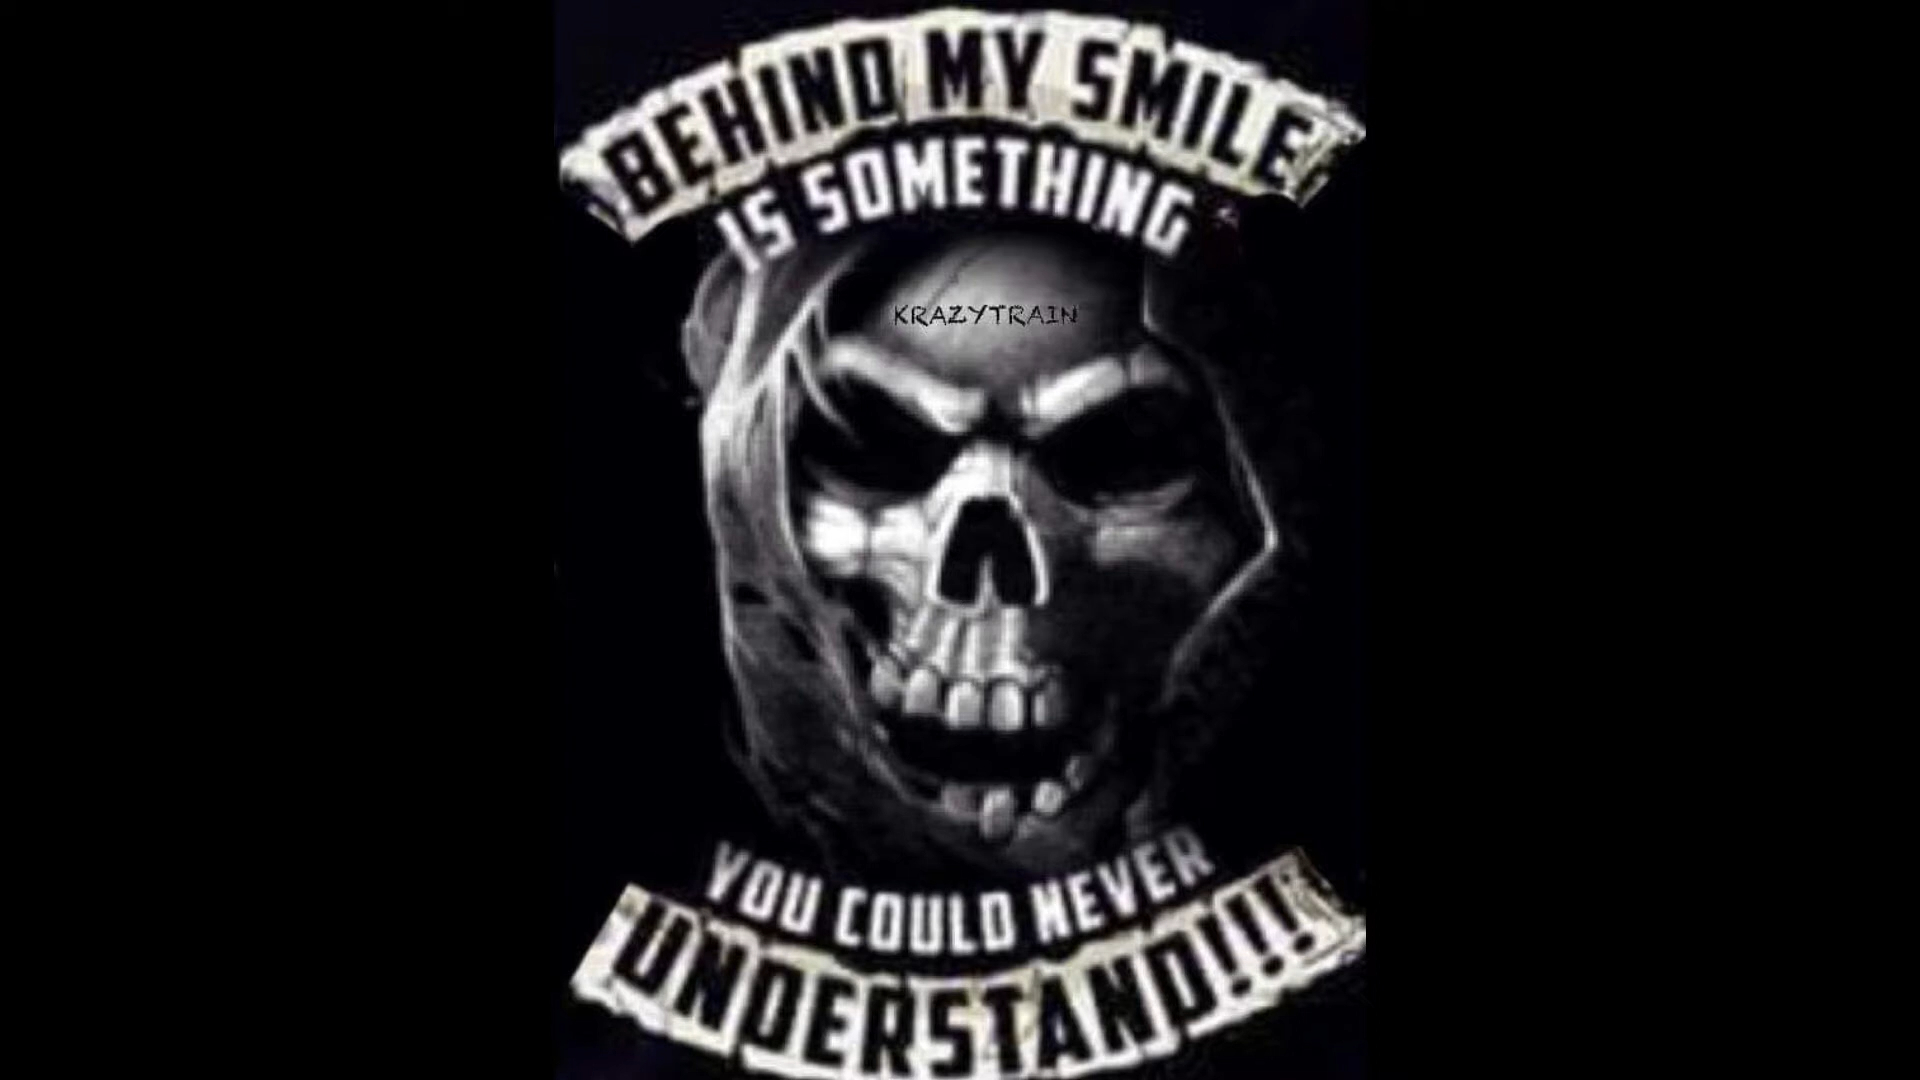 BEHIND MY SMILE
IS SOMETHING
KRAZYTRAIN
YOU COULD NEVER
UNDERSTAND!!!